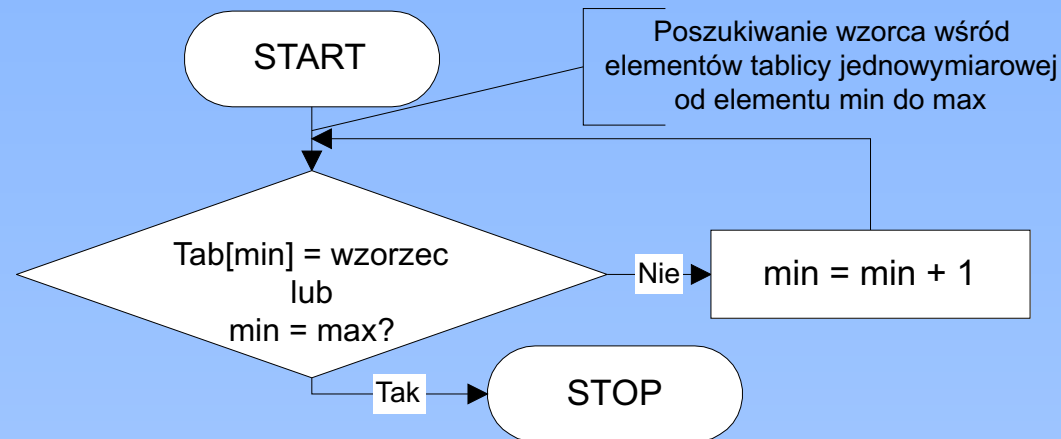 START
Poszukiwanie wzorca wśród
elementów tablicy jednowymiarowej
od elementu min do max
Tab[min] = wzorzec
lub
min = max?
Nie
min = min + 1
Tak
STOP